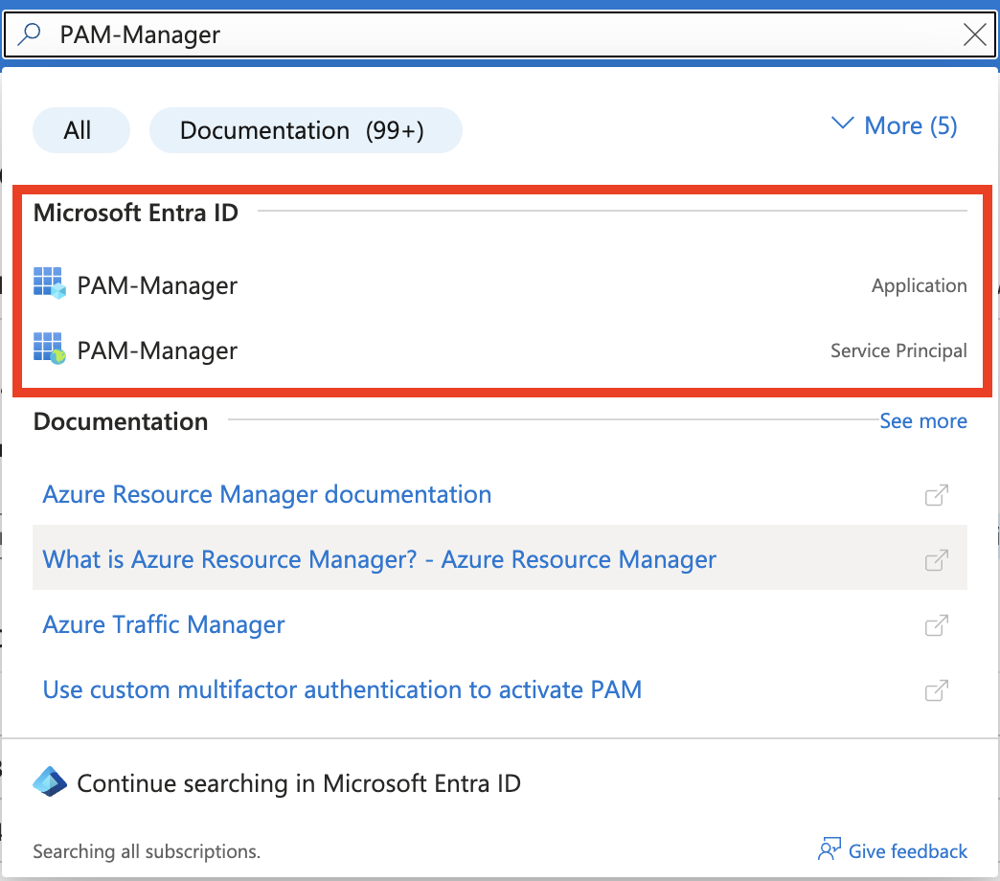 PAM-Manager
All
Documentation (99+)
More (5)
Microsoft Entra ID
PAM-Manager
Application
PAM-Manager
Service Principal
Documentation
See more
Azure Resource Manager documentation
What is Azure Resource Manager? - Azure Resource Manager
Azure Traffic Manager
Use custom multifactor authentication to activate PAM
Continue searching in Microsoft Entra ID
Searching all subscriptions.
Give feedback